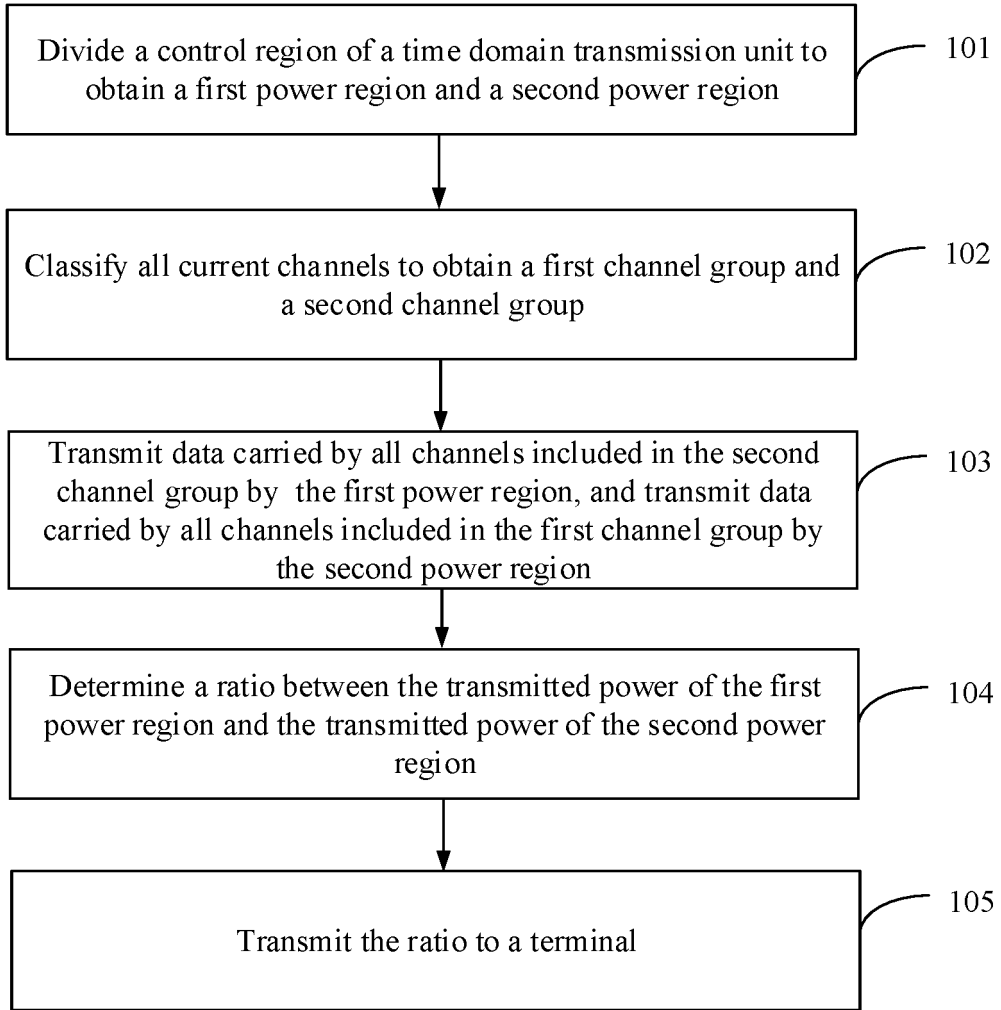 Divide a control region of a time domain transmission unit to
obtain a first power region and a second power region
101
Classify all current channels to obtain a first channel group and
a second channel group
102
Transmit data carried by all channels included in the second
channel group by the first power region, and transmit data
carried by all channels included in the first channel group by
the second power region
103
Determine a ratio between the transmitted power of the first
power region and the transmitted power of the second power
region
104
Transmit the ratio to a terminal
105